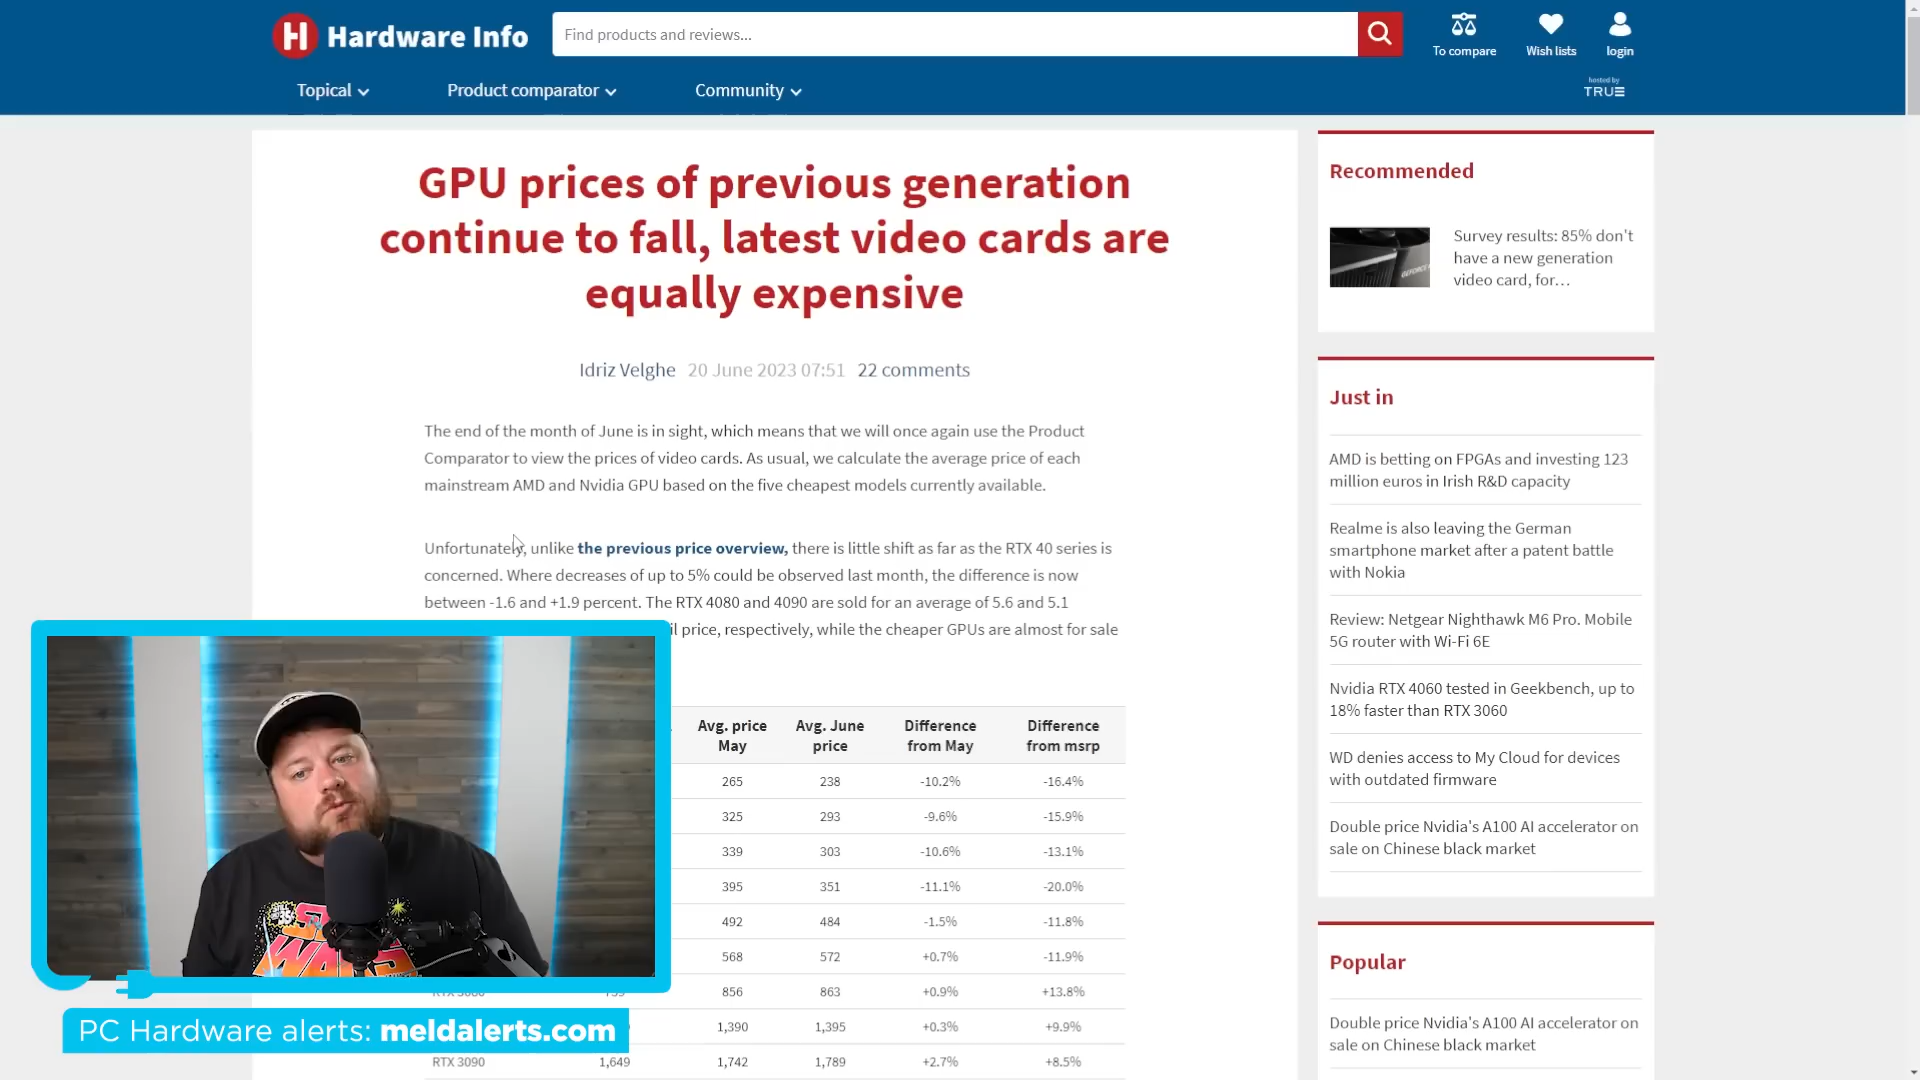 H Hardware Info
Find products and reviews...
To compare
Wish lists
login
Topical
Product comparator
Community
hosted by
TRUE
GPU prices of previous generation
continue to fall, latest video cards are
equally expensive
Idriz Velghe 20 June 2023 07:51 22 comments
The end of the month of June is in sight, which means that we will once again use the Product
Comparator to view the prices of video cards. As usual, we calculate the average price of each
mainstream AMD and Nvidia GPU based on the five cheapest models currently available.
Unfortunately, unlike the previous price overview, there is little shift as far as the RTX 40 series is
concerned. Where decreases of up to 5% could be observed last month, the difference is now
between -1.6 and +1.9 percent. The RTX 4080 and 4090 are sold for an average of 5.6 and 5.1
price, respectively, while the cheaper GPUs are almost for sale
Avg. price
May
Avg. June
price
Difference
from May
Difference
from msrp
265 238 -10.2% -16.4%
325 293 -9.6% -15.9%
339 303 -10.6% -13.1%
395 351 -11.1% -20.0%
492 484 -1.5% -11.8%
568 572 +0.7% -11.9%
856 863 +0.9% +13.8%
1,390 1,395 +0.3% +9.9%
RTX 3090 1,649 1,742 1,789 +2.7% +8.5%
Recommended
Survey results: 85% don't
have a new generation
video card, for...
Just in
AMD is betting on FPGAs and investing 123
million euros in Irish R&D capacity
Realme is also leaving the German
smartphone market after a patent battle
with Nokia
Review: Netgear Nighthawk M6 Pro. Mobile
5G router with Wi-Fi 6E
Nvidia RTX 4060 tested in Geekbench, up to
18% faster than RTX 3060
WD denies access to My Cloud for devices
with outdated firmware
Double price Nvidia's A100 AI accelerator on
sale on Chinese black market
Popular
Double price Nvidia's A100 AI accelerator on
sale on Chinese black market
PC Hardware alerts: meldalerts.com